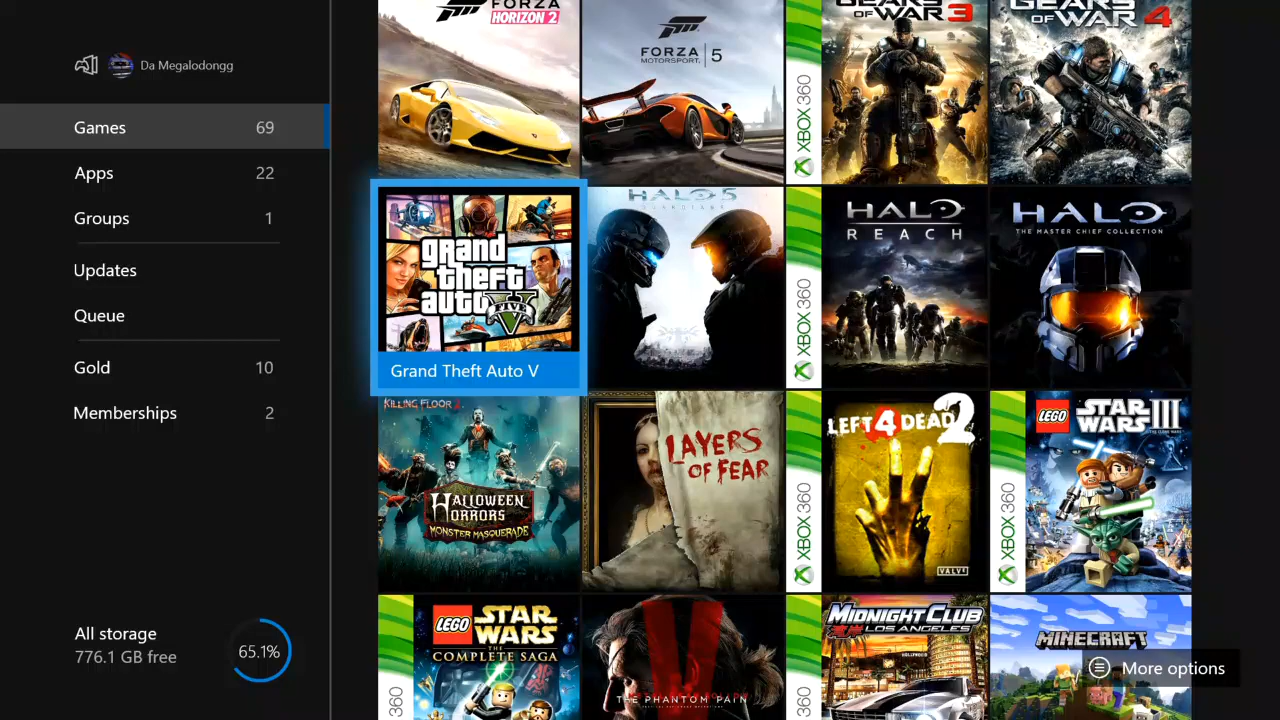 Da Megalodongg
Games 69
Apps 22
Groups 1
Updates
Queue
Gold 10
Memberships 2
All storage
776.1 GB free
65.1%
FORZA
HORIZON 2
FORZA
MOTORSPORT. 5
XBOX 360
GEARS
OF WAR 3
GEARS
OF WAR 4
grand
theft
auto
FIVE
V
Grand Theft Auto V
HALO 5
GUARDIANS
XBOX 360
HALO
REACH
HALO
THE MASTER CHIEF COLLECTION
KILLING FLOOR 2
HALLOWEEN
HORRORS
MONSTER MASQUERADE
LAYERS
OF FEAR
XBOX 360
LEFT 4 DEAD 2
VALVE
XBOX 360
LEGO
STAR
WARS III
THE CLONE WARS
360
LEGO
STAR
WARS
THE
COMPLETE SAGA
V
THE PHANTOM PAIN
360
MIDNIGHT CLUB
LOS ANGELES
HOLLYWOOD
MINECRAFT
More options